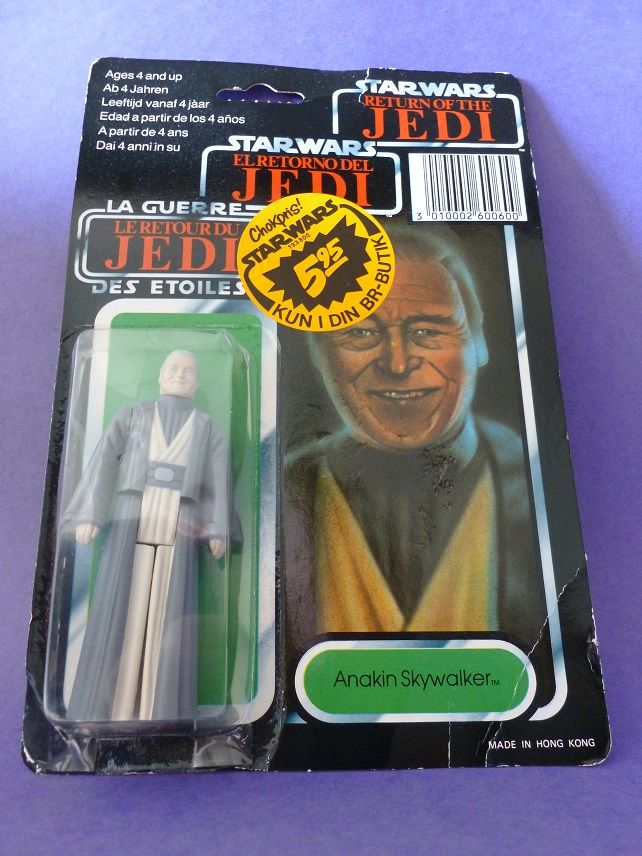 Ages 4 and up
Ab 4 Jahren
Leeftijd vanaf 4 jàar
Edad a partir de los 4 años
A partir de 4 ans
Dai 4 anni in su
STAR WARS
RETURN OF THE
JEDI
STAR WARS
EL RETORNO DEL
JEDI
LA GUERRE
LE RETOUR DU
JEDI
DES ETOILES
3 010002 600600
Chokpris!
STAR WARS
193.890
5.95
KUN I DIN BR-BUTIK
Anakin Skywalker™
MADE IN HONG KONG